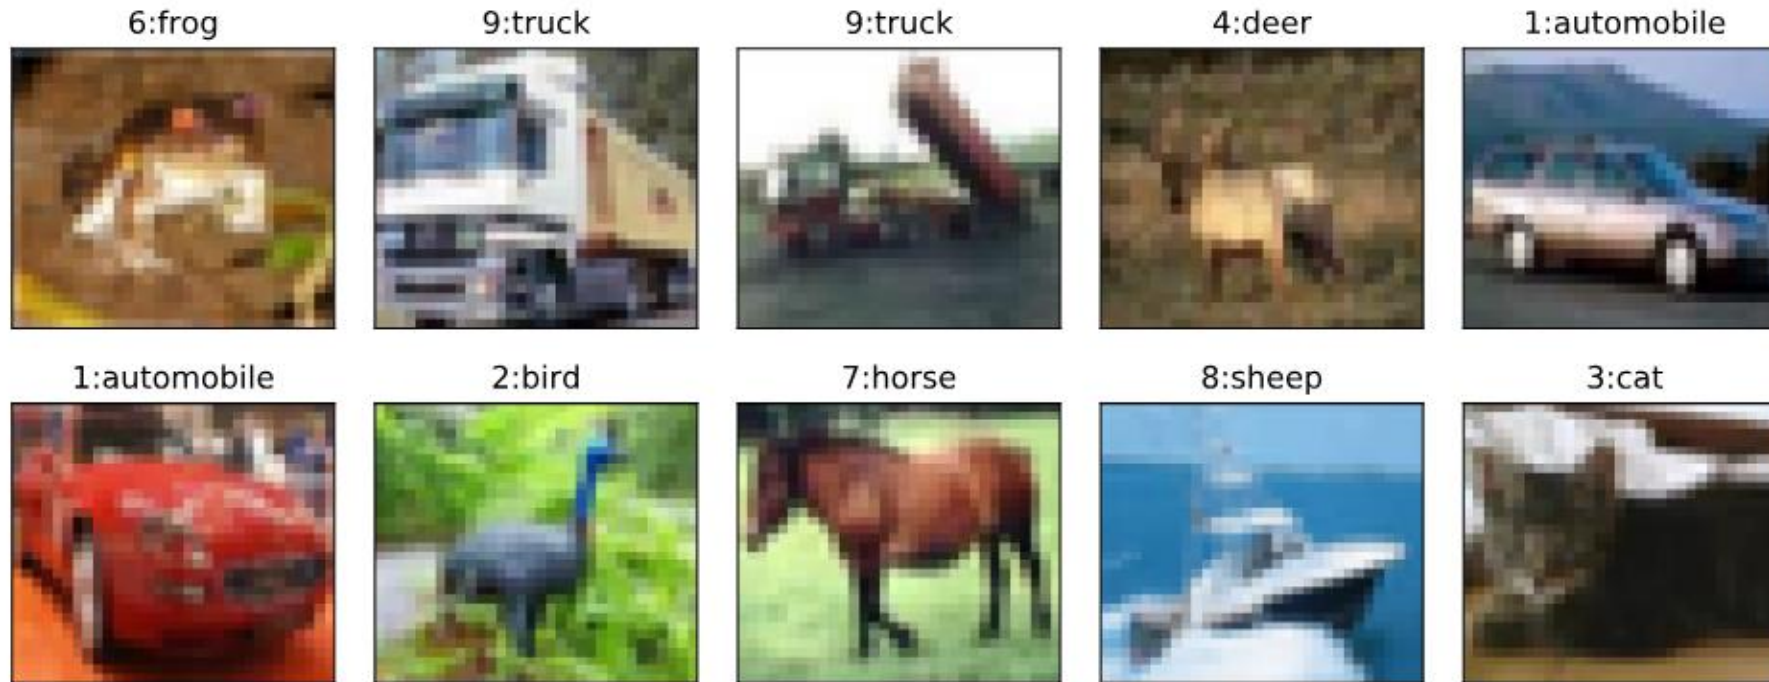 6:frog 9:truck 9:truck 4:deer 1:automobile
1:automobile 2:bird 7:horse 8:sheep 3:cat